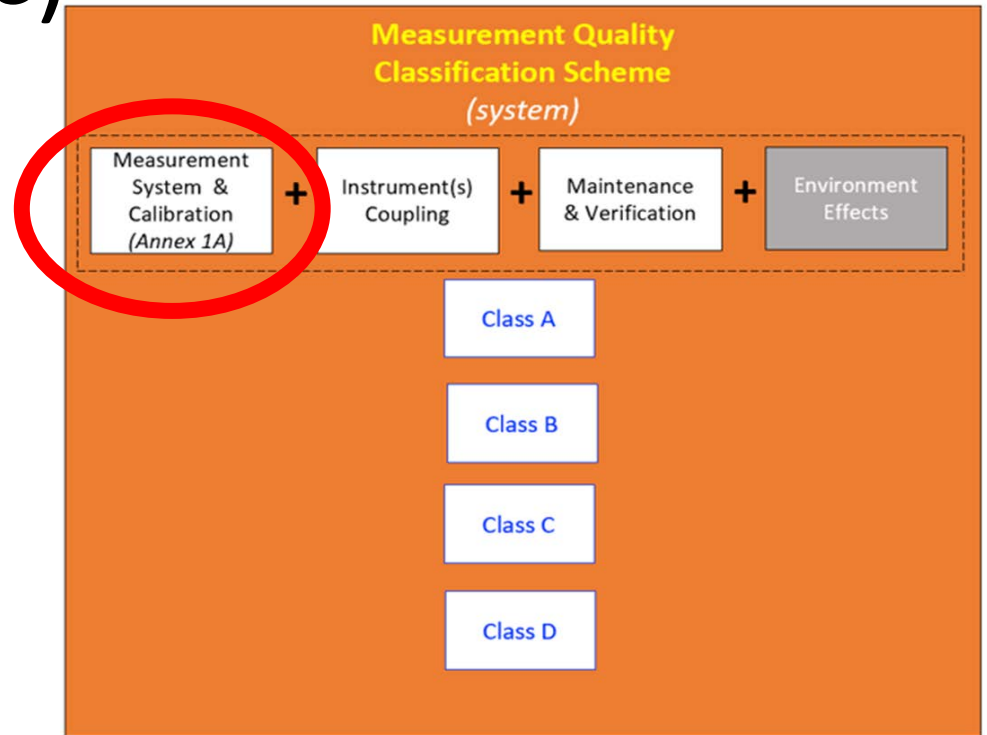 Measurement Quality
Classification Scheme
(system)
Measurement
System &
Calibration
(Annex 1A)
+
Instrument(s)
Coupling
+
Maintenance
& Verification
+
Environment
Effects
Class A
Class B
Class C
Class D